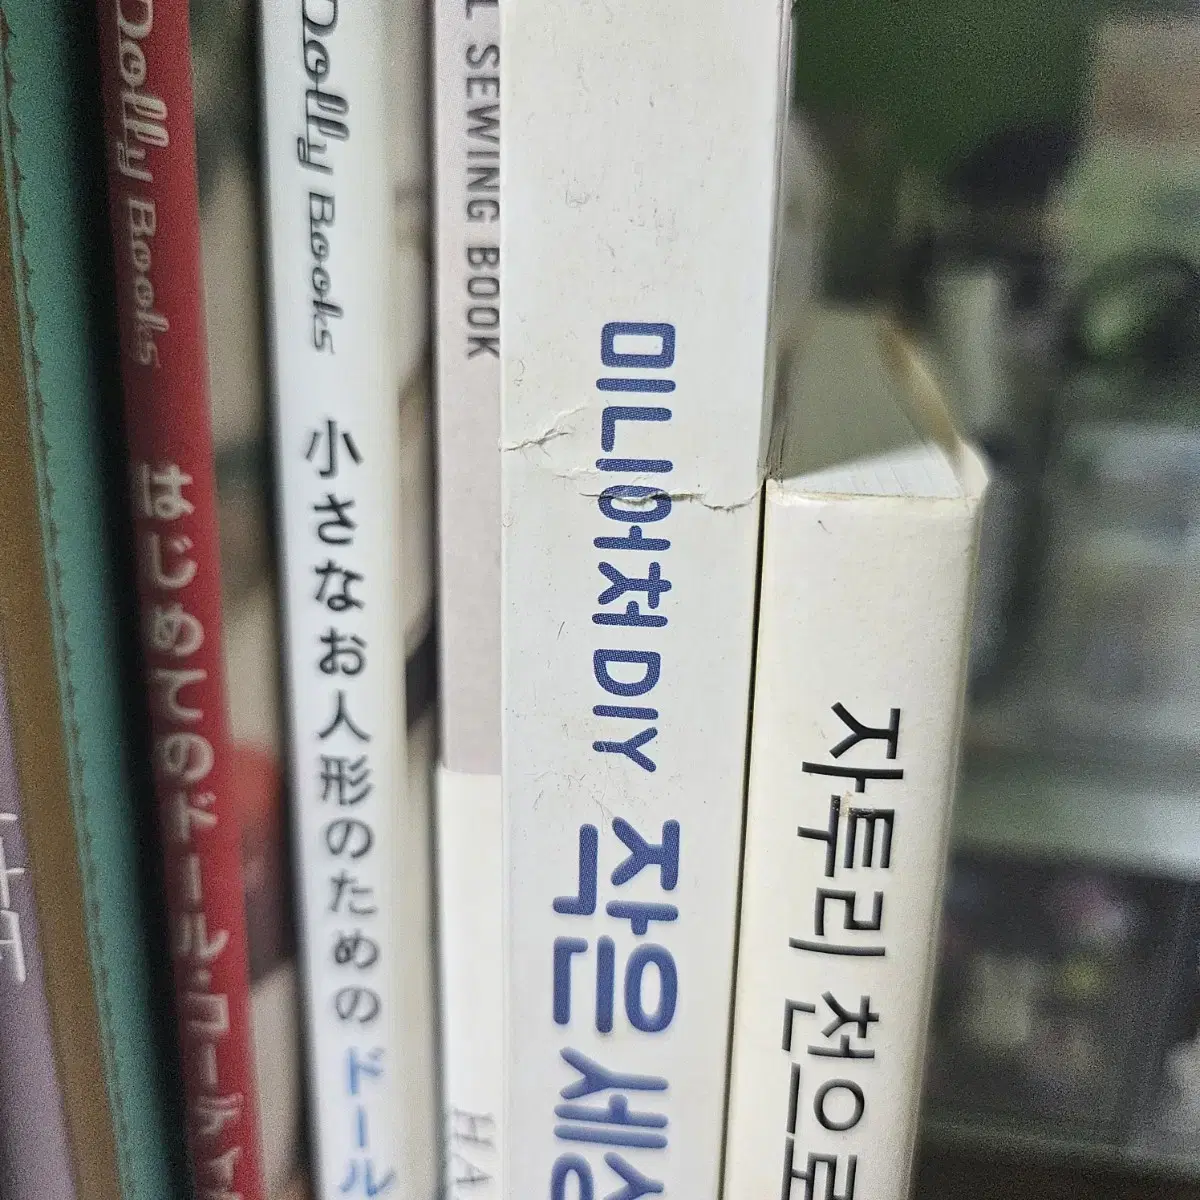 Dolly Books
はじめてのドール・コーディ
Dolly Books
小さなお人形のための ドール
L SEWING BOOK
HA
미니어처 DIY 작은 세상
자투리 천으로